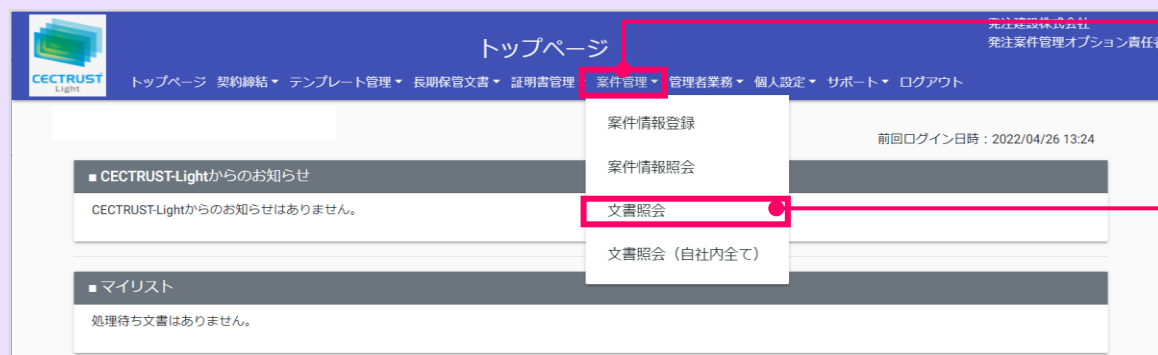 発注建設株式会社
トップページ
発注案件管理オプション責任者
CECTRUST
Light
トップページ 契約締結 テンプレート管理 長期保管文書 証明書管理 案件管理 管理者業務 個人設定 サポート ログアウト
案件情報登録
前回ログイン日時：2022/04/26 13:24
案件情報照会
■ CECTRUST-Lightからのお知らせ
CECTRUST-Lightからのお知らせはありません。
文書照会
文書照会（自社内全て）
■ マイリスト
処理待ち文書はありません。